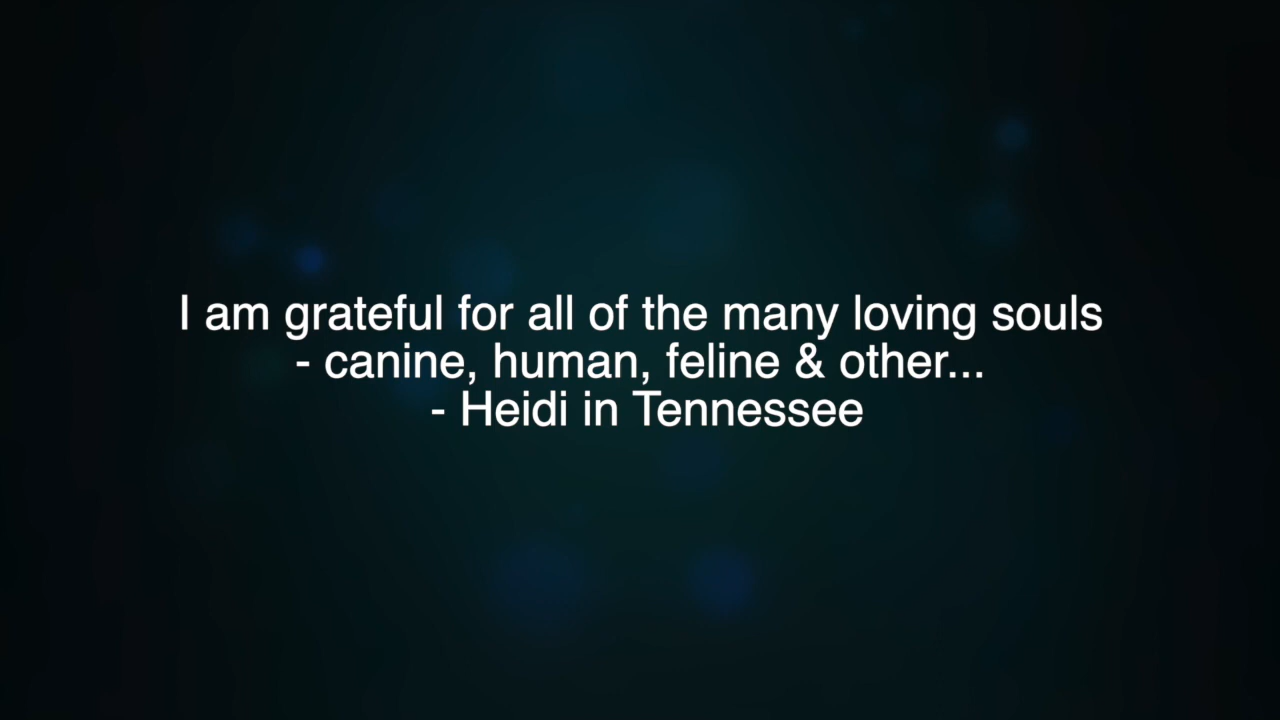 I am grateful for all of the many loving souls
- canine, human, feline & other...
- Heidi in Tennessee